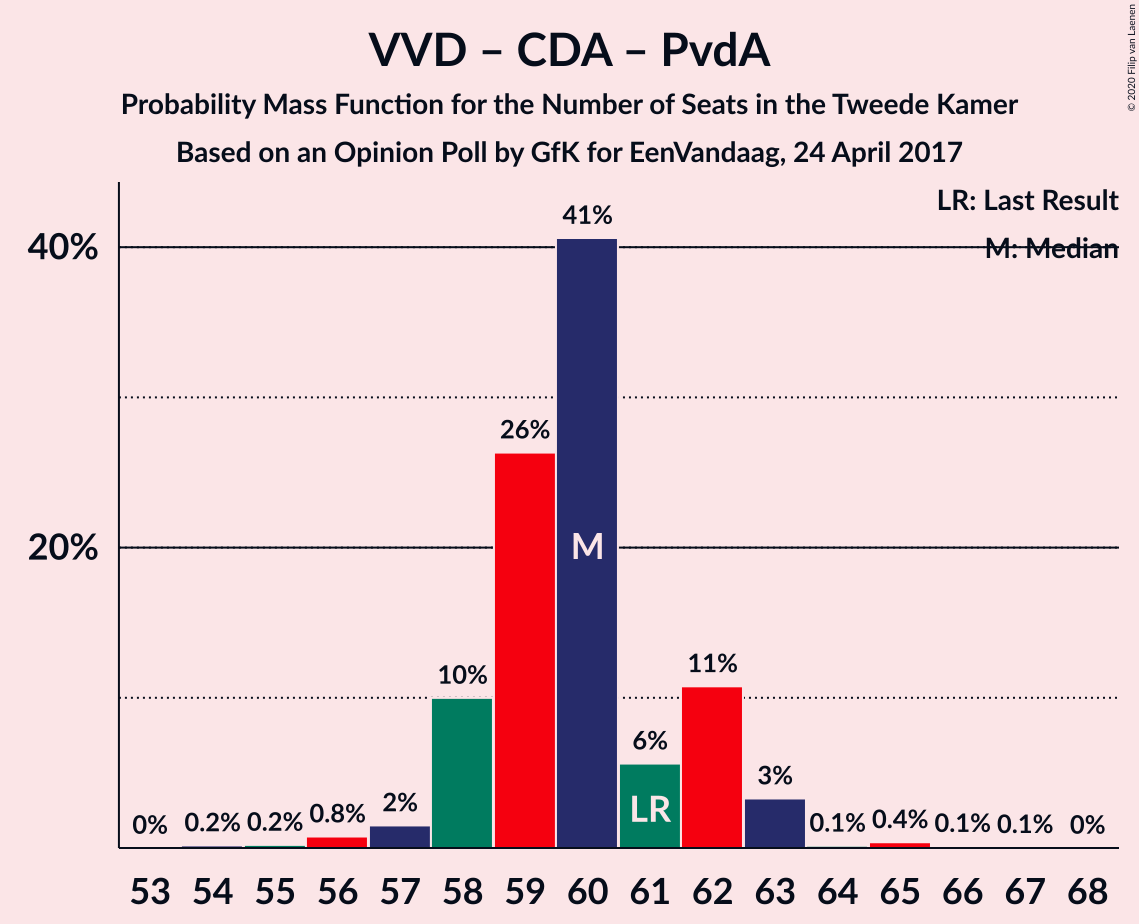 VVD – CDA – PvdA
Probability Mass Function for the Number of Seats in the Tweede Kamer
Based on an Opinion Poll by GfK for EenVandaag, 24 April 2017
© 2020 Filip van Laenen
LR: Last Result
M: Median
40%
20%
0% 0.2% 0.2% 0.8% 2% 10% 26% 41% 6% 11% 3% 0.1% 0.4% 0.1% 0.1% 0%
M
LR
53 54 55 56 57 58 59 60 61 62 63 64 65 66 67 68